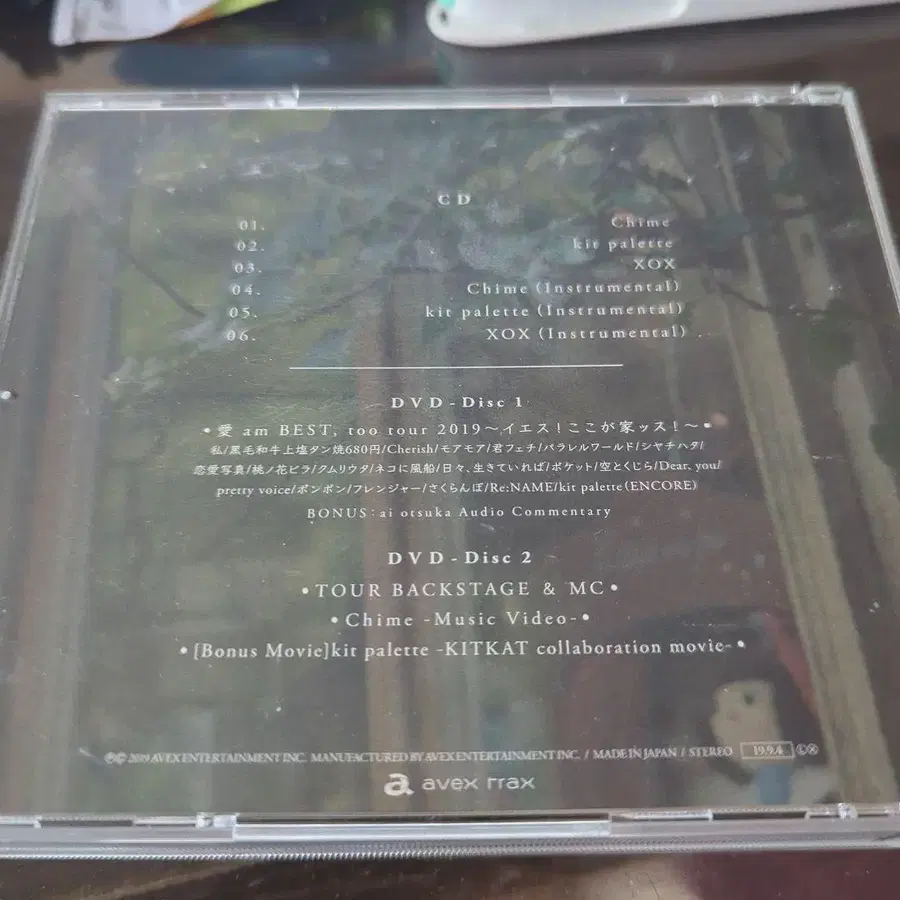 CD
01. Chime
02. kit palette
03. XOX
04. Chime (Instrumental)
05. kit palette (Instrumental)
06. XOX (Instrumental)
DVD-Disc 1
•愛 am BEST, too tour 2019～イエス！ここが家ッス！～•
私/黒毛和牛上塩タン焼680円/Cherish/モアモア/君フェチ/パラレルワールド/シヤチハタ/
恋愛写真/桃ノ花ビラ/クムリウタ/ネコに風船/日々、生きていれば/ポケット/空とくじら/Dear, you/
pretty voice/ポンポン/フレンジャー/さくらんぼ/Re:NAME/kit palette(ENCORE)
BONUS:ai otsuka Audio Commentary
DVD-Disc 2
•TOUR BACKSTAGE & MC•
•Chime -Music Video-•
•[Bonus Movie]kit palette -KITKAT collaboration movie-•
℗© 2019 AVEX ENTERTAINMENT INC. MANUFACTURED BY AVEX ENTERTAINMENT INC. / MADE IN JAPAN / STEREO 19.9.4 ⓁⓍ
a avex trax